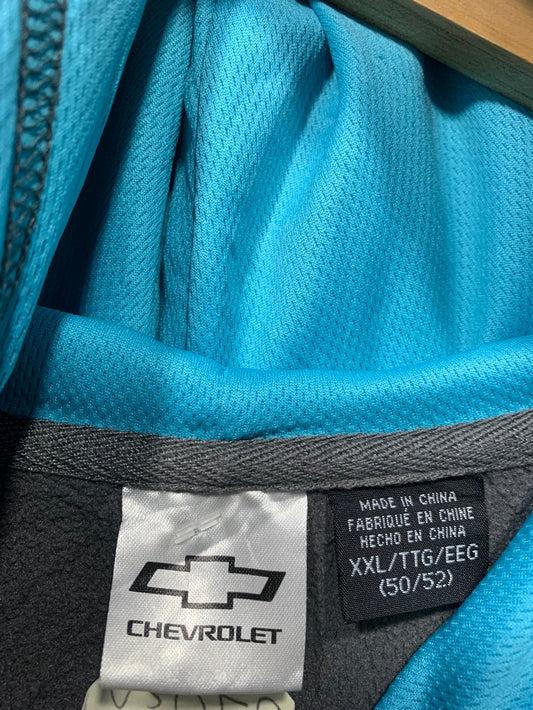 CHEVROLET
MADE IN CHINA
FABRIQUÉ EN CHINE
HECHO EN CHINA
XXL/TTG/EEG
(50/52)